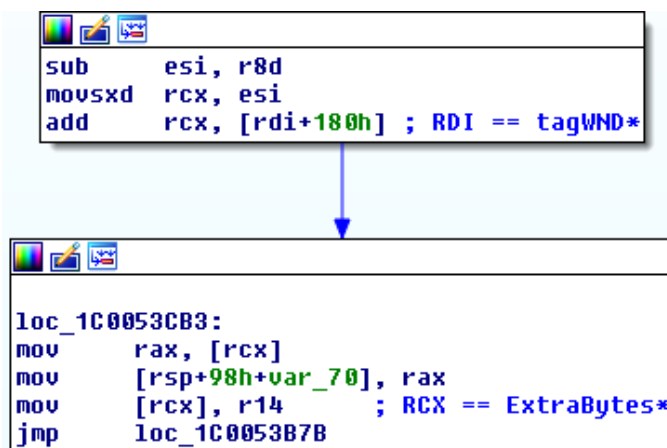 sub     esi, r8d
movsxd  rcx, esi
add     rcx, [rdi+180h] ; RDI == tagWND*
loc_1C0053CB3:
mov     rax, [rcx]
mov     [rsp+98h+var_70], rax
mov     [rcx], r14      ; RCX == ExtraBytes*
jmp     loc_1C0053B7B